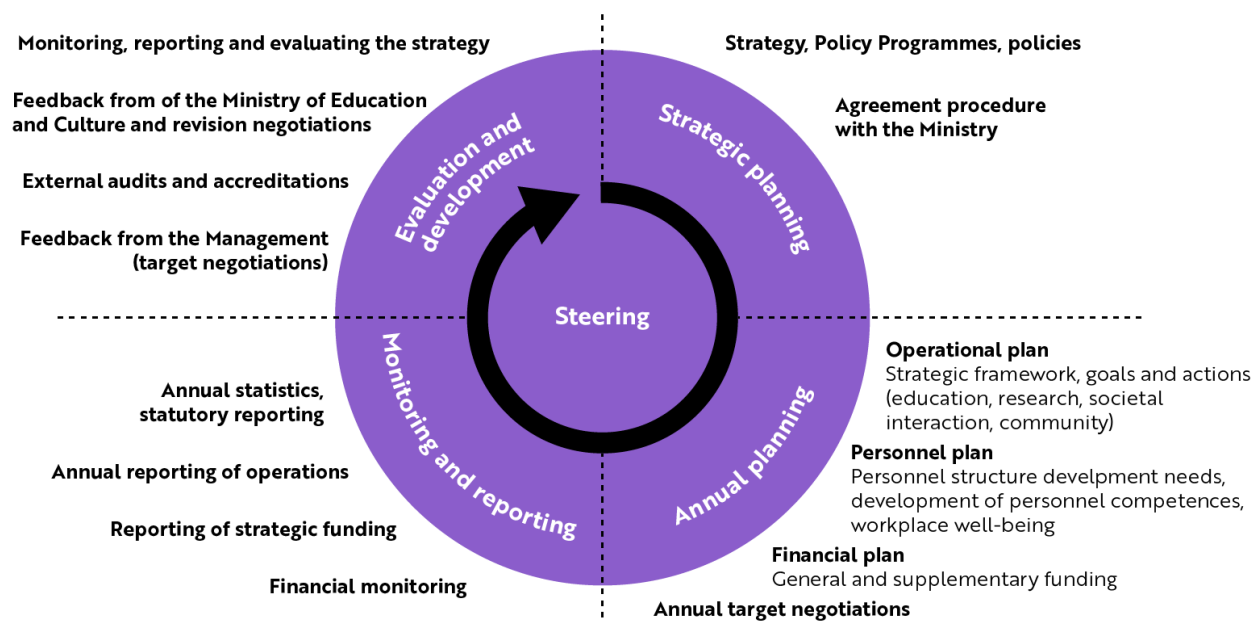 Monitoring, reporting and evaluating the strategy
Feedback from of the Ministry of Education
and Culture and revision negotiations
External audits and accreditations
Feedback from the Management
(target negotiations)
Evaluation and
development
Strategy, Policy Programmes, policies
Agreement procedure
with the Ministry
Strategic planning
Steering
Monitoring and reporting
Annual statistics,
statutory reporting
Annual reporting of operations
Reporting of strategic funding
Financial monitoring
Annual planning
Operational plan
Strategic framework, goals and actions
(education, research, societal
interaction, community)
Personnel plan
Personnel structure develpment needs,
development of personnel competences,
workplace well-being
Financial plan
General and supplementary funding
Annual target negotiations